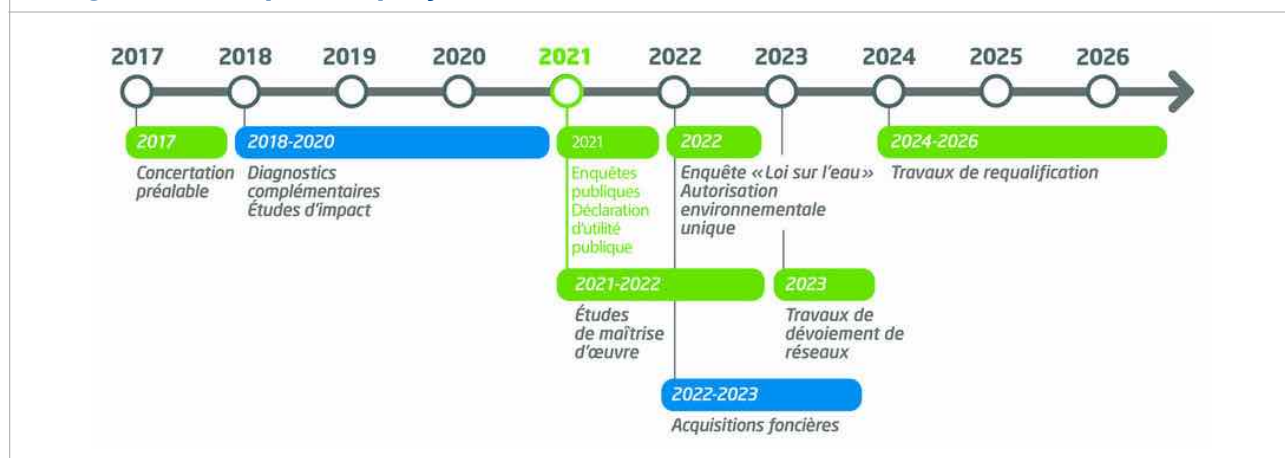 2017 2018 2019 2020 2021 2022 2023 2024 2025 2026
2017
Concertation
préalable
2018-2020
Diagnostics
complémentaires
Études d'impact
2021
Enquêtes
publiques
Déclaration
d'utilité
publique
2022
Enquête « Loi sur l'eau »
Autorisation
environnementale
unique
2024-2026
Travaux de requalification
2021-2022
Études
de maîtrise
d'œuvre
2023
Travaux de
dévoiement de
réseaux
2022-2023
Acquisitions foncières